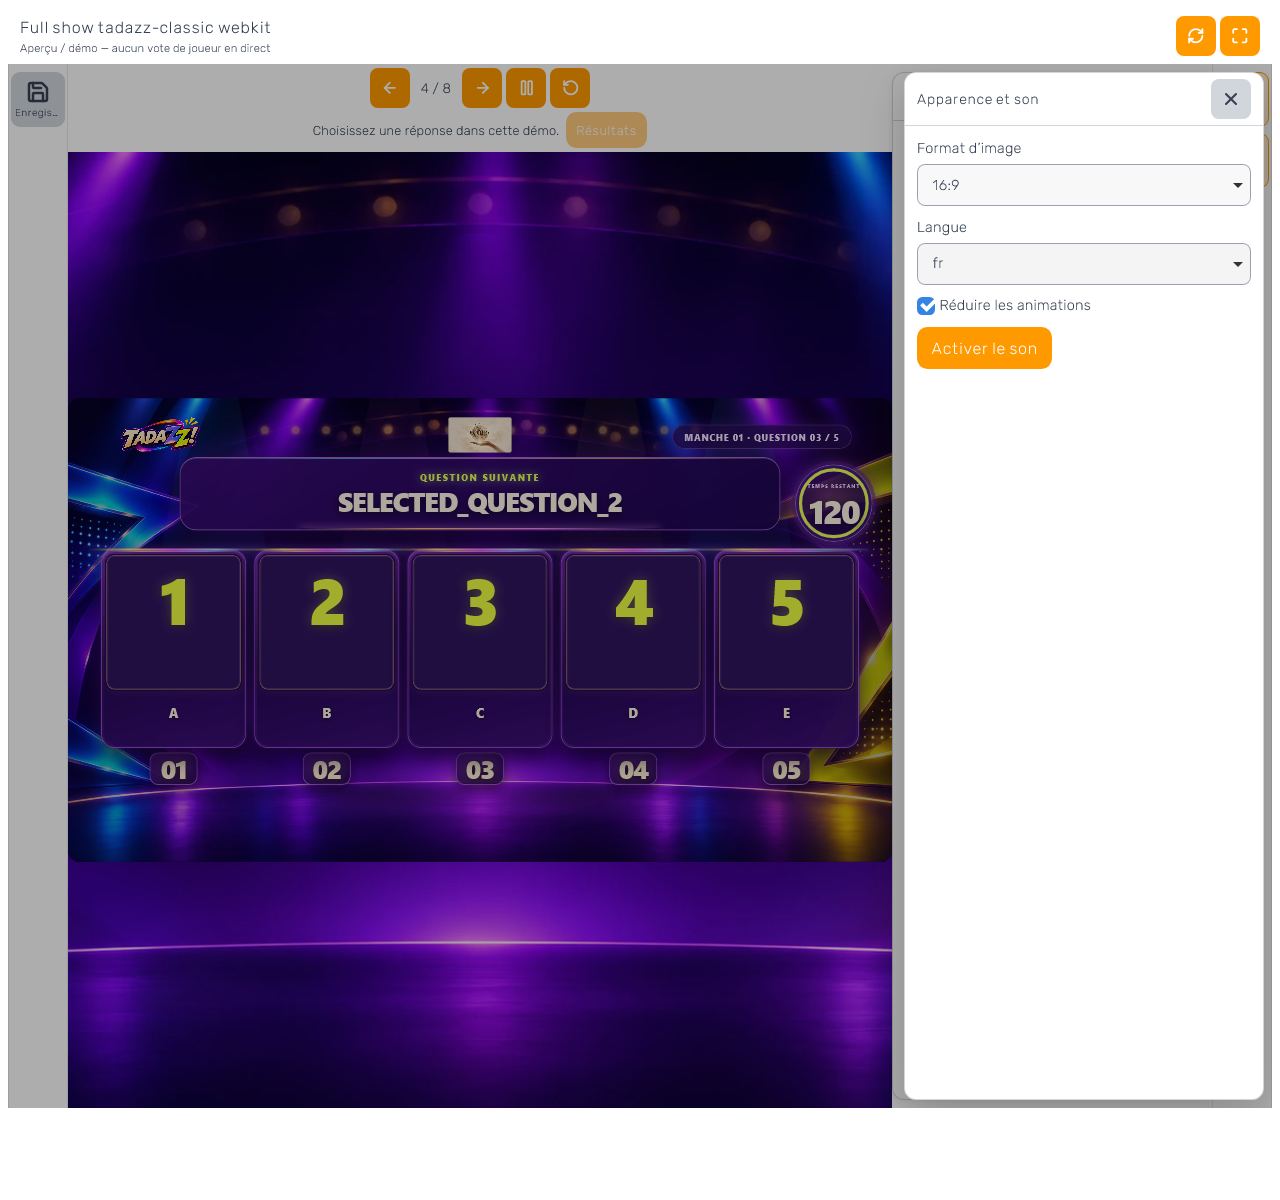 Full show tadazz-classic webkit
Aperçu / démo — aucun vote de joueur en direct
Enregis…
4 / 8
Choisissez une réponse dans cette démo.
Résultats
TADAZZ!
MANCHE 01 · QUESTION 03 / 5
QUESTION SUIVANTE
SELECTED_QUESTION_2
TEMPS RESTANT
120
1
2
3
4
5
A
B
C
D
E
01
02
03
04
05
Apparence et son
Format d’image
16:9
Langue
fr
Réduire les animations
Activer le son